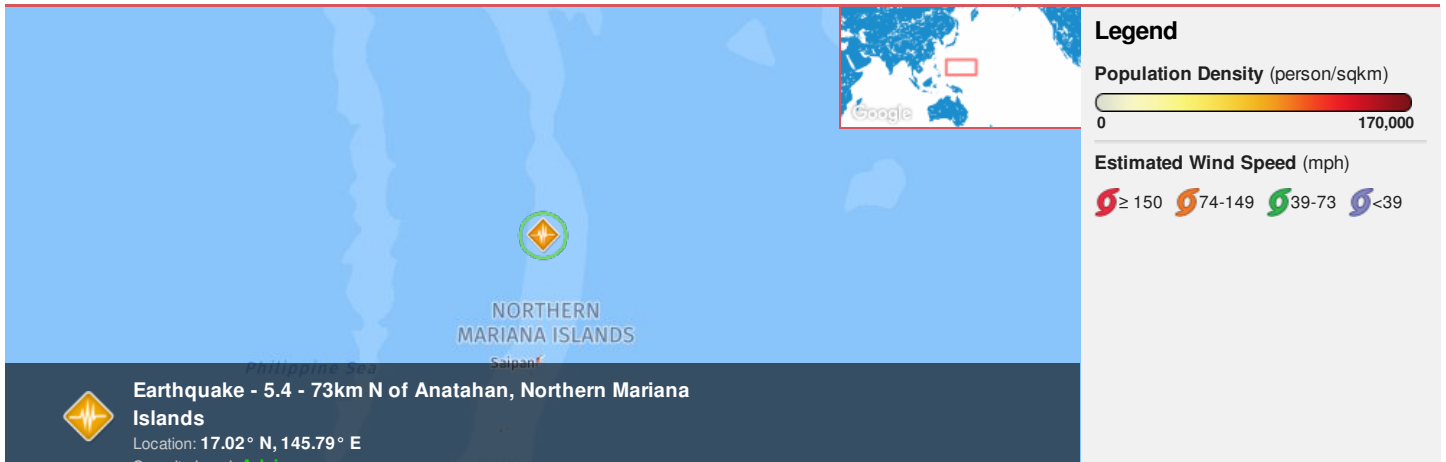 Google
NORTHERN
MARIANA ISLANDS
Saipan
Philippine Sea
Earthquake - 5.4 - 73km N of Anatahan, Northern Mariana
Islands
Location: 17.02° N, 145.79° E
Legend
Population Density (person/sqkm)
0 170,000
Estimated Wind Speed (mph)
≥ 150 74-149 39-73 <39